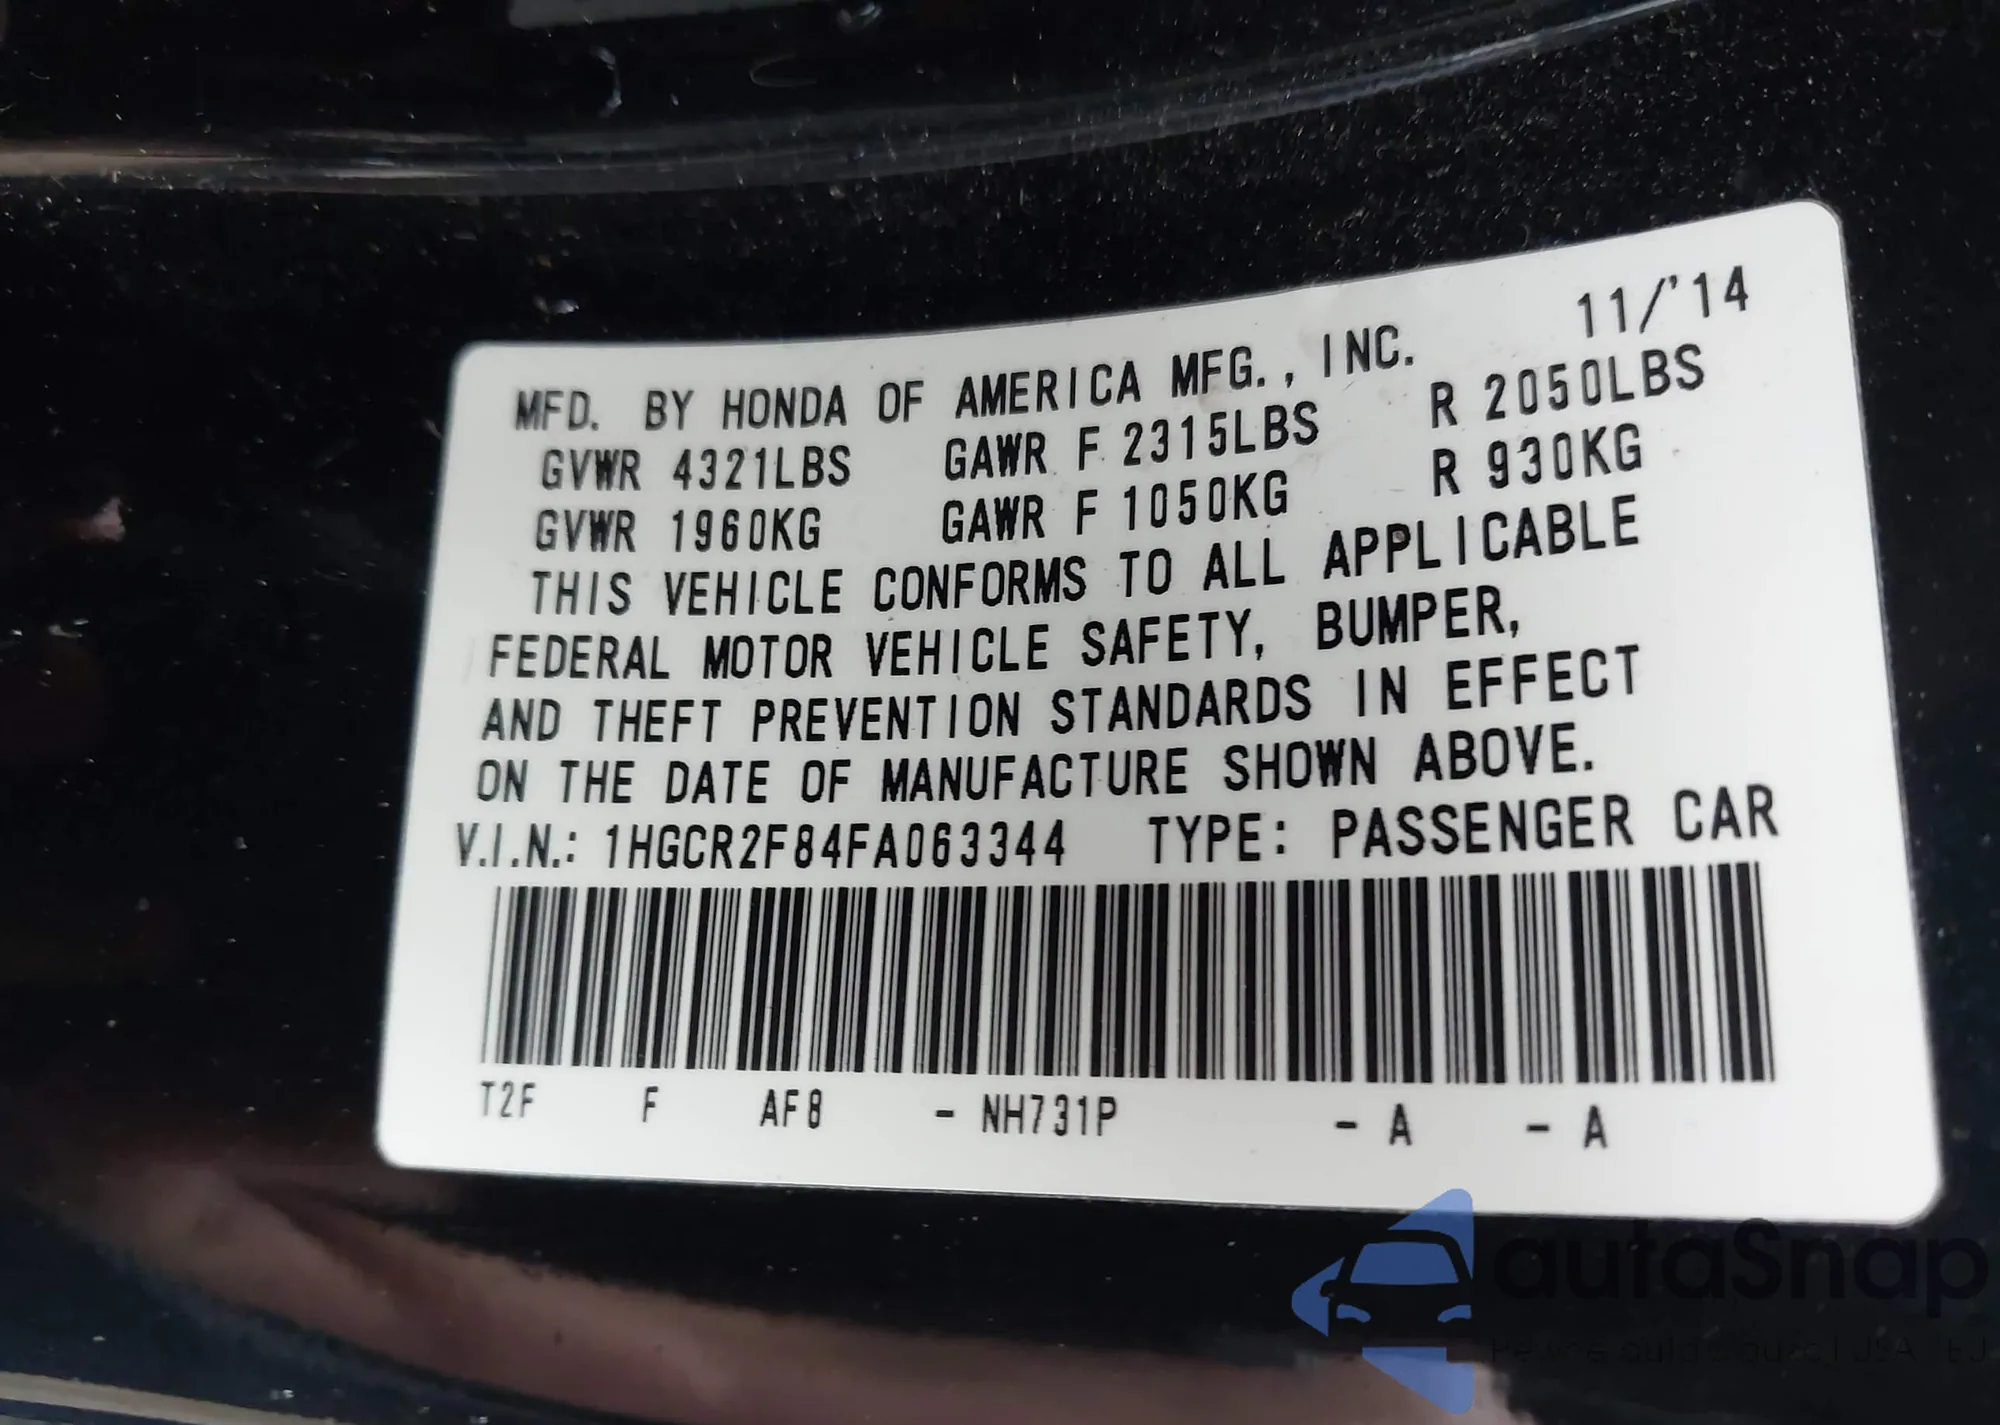 11/'14
MFD. BY HONDA OF AMERICA MFG., INC.
GVWR 4321LBS GAWR F 2315LBS R 2050LBS
GVWR 1960KG GAWR F 1050KG R 930KG
THIS VEHICLE CONFORMS TO ALL APPLICABLE
FEDERAL MOTOR VEHICLE SAFETY, BUMPER,
AND THEFT PREVENTION STANDARDS IN EFFECT
ON THE DATE OF MANUFACTURE SHOWN ABOVE.
V.I.N.: 1HGCR2F84FA063344 TYPE: PASSENGER CAR
T2F F AF8 - NH731P - A - A
autaSnap